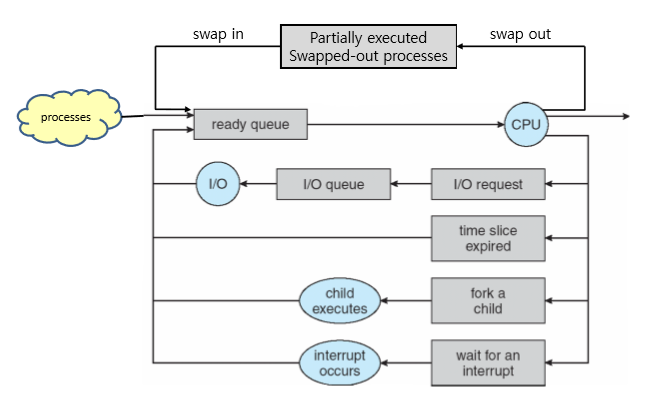 swap in
Partially executed
Swapped-out processes
swap out
processes
ready queue
CPU
I/O
I/O queue
I/O request
time slice
expired
child
executes
fork a
child
interrupt
occurs
wait for an
interrupt